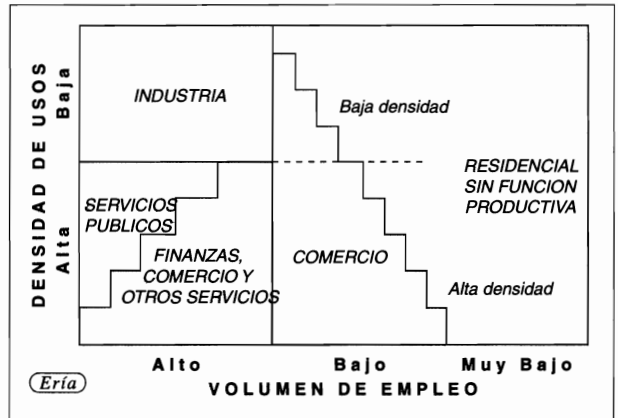 DENSIDAD DE USOS
Baja
Alta
INDUSTRIA
Baja densidad
RESIDENCIAL
SIN FUNCION
PRODUCTIVA
SERVICIOS
PUBLICOS
FINANZAS,
COMERCIO Y
OTROS SERVICIOS
COMERCIO
Alta densidad
Alto
Bajo
Muy Bajo
VOLUMEN DE EMPLEO
Ería